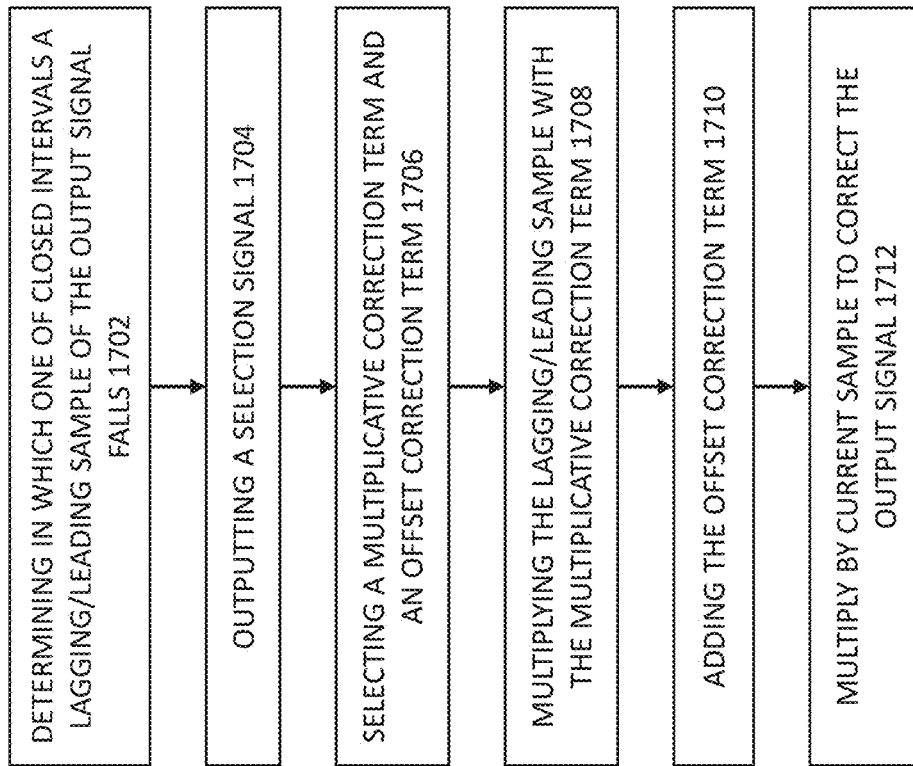 DETERMINING IN WHICH ONE OF CLOSED INTERVALS A
LAGGING/LEADING SAMPLE OF THE OUTPUT SIGNAL
FALLS 1702
OUTPUTTING A SELECTION SIGNAL 1704
SELECTING A MULTIPLICATIVE CORRECTION TERM AND
AN OFFSET CORRECTION TERM 1706
MULTIPLYING THE LAGGING/LEADING SAMPLE WITH
THE MULTIPLICATIVE CORRECTION TERM 1708
ADDING THE OFFSET CORRECTION TERM 1710
MULTIPLY BY CURRENT SAMPLE TO CORRECT THE
OUTPUT SIGNAL 1712